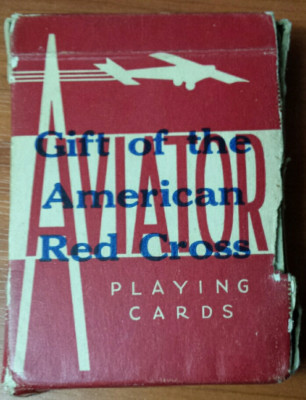 Gift of the
American
AVIATOR
Red Cross
PLAYING
CARDS